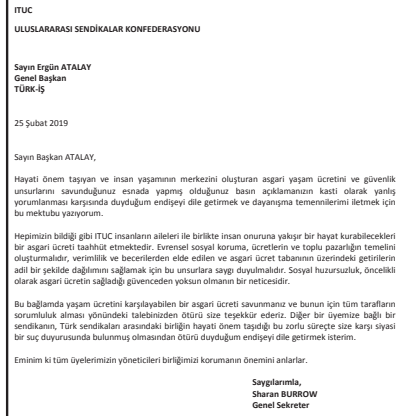 ITUC
ULUSLARARASI SENDİKALAR KONFEDERASYONU
Sayın Ergün ATALAY
Genel Başkan
TÜRK-İŞ
25 Şubat 2019
Sayın Başkan ATALAY,
Hayati önem taşıyan ve insan yaşamının merkezini oluşturan asgari yaşam ücretini ve güvenlik
unsurlarını savunduğunuz esnada yapmış olduğunuz basın açıklamanızın kasti olarak yanlış
yorumlanması karşısında duyduğum endişeyi dile getirmek ve dayanışma temennilerimi iletmek için
bu mektubu yazıyorum.
Hepimizin bildiği gibi ITUC insanların aileleri ile birlikte insan onuruna yakışır bir hayat kurabilecekleri
bir asgari ücreti taahhüt etmektedir. Evrensel sosyal koruma, ücretlerin ve toplu pazarlığın temelini
oluşturmalıdır, verimlilik ve becerilerden elde edilen ve asgari ücret tabanının üzerindeki getirilerin
adil bir şekilde dağılımını sağlamak için bu unsurlara saygı duyulmalıdır. Sosyal huzursuzluk, öncelikli
olarak asgari ücretin sağladığı güvenceden yoksun olmanın bir neticesidir.
Bu bağlamda yaşam ücretini karşılayabilen bir asgari ücreti savunmanız ve bunun için tüm tarafların
sorumluluk alması yönündeki talebinizden ötürü size teşekkür ederiz. Diğer bir üyemize bağlı bir
sendikanın, Türk sendikaları arasındaki birliğin hayati önem taşıdığı bu zorlu süreçte size karşı siyasi
bir suç duyurusunda bulunmuş olmasından ötürü duyduğum endişeyi dile getirmek isterim.
Eminim ki tüm üyelerimizin yöneticileri birliğimizi korumanın önemini anlarlar.
Saygılarımla,
Sharan BURROW
Genel Sekreter